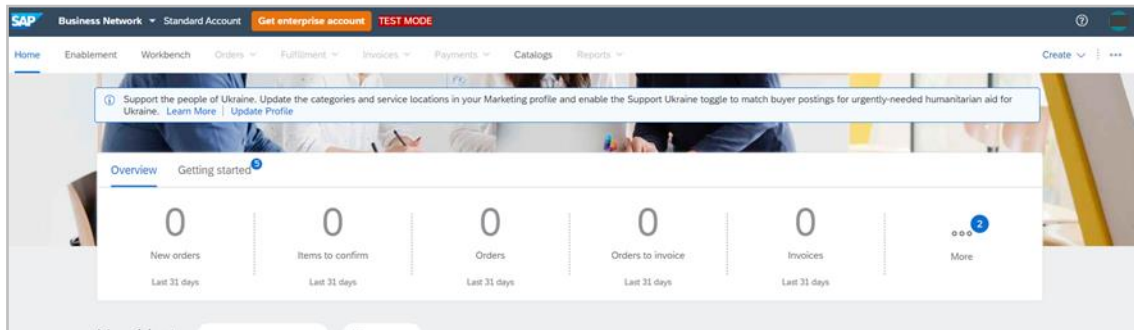 SAP Business Network Standard Account Get enterprise account TEST MODE
Home Enablement Workbench Orders Fulfillment Invoices Payments Catalogs Reports Create
Support the people of Ukraine. Update the categories and service locations in your Marketing profile and enable the Support Ukraine toggle to match buyer postings for urgently-needed humanitarian aid for
Ukraine. Learn More | Update Profile
Overview Getting started 5
0 0 0 0 0 2
New orders Items to confirm Orders Orders to invoice Invoices More
Last 31 days Last 31 days Last 31 days Last 31 days Last 31 days